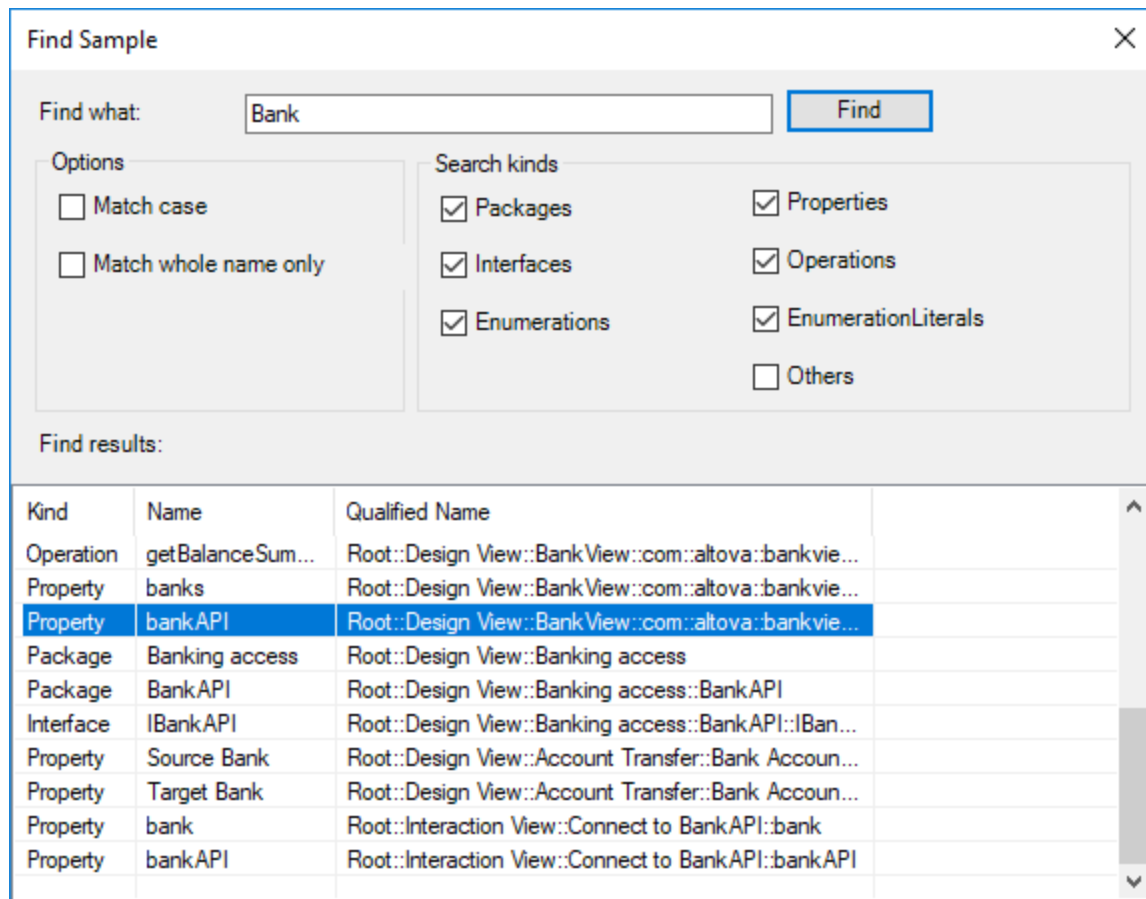 Find Sample
Find what: Bank Find
Options
Match case
Match whole name only
Search kinds
Packages Properties
Interfaces Operations
Enumerations EnumerationLiterals
Others
Find results:
Kind Name Qualified Name
Operation getBalanceSum... Root::Design View::BankView::com::altova::bankvie...
Property banks Root::Design View::BankView::com::altova::bankvie...
Property bankAPI Root::Design View::BankView::com::altova::bankvie...
Package Banking access Root::Design View::Banking access
Package BankAPI Root::Design View::Banking access::BankAPI
Interface IBankAPI Root::Design View::Banking access::BankAPI::IBan...
Property Source Bank Root::Design View::Account Transfer::Bank Accoun...
Property Target Bank Root::Design View::Account Transfer::Bank Accoun...
Property bank Root::Interaction View::Connect to BankAPI::bank
Property bankAPI Root::Interaction View::Connect to BankAPI::bankAPI